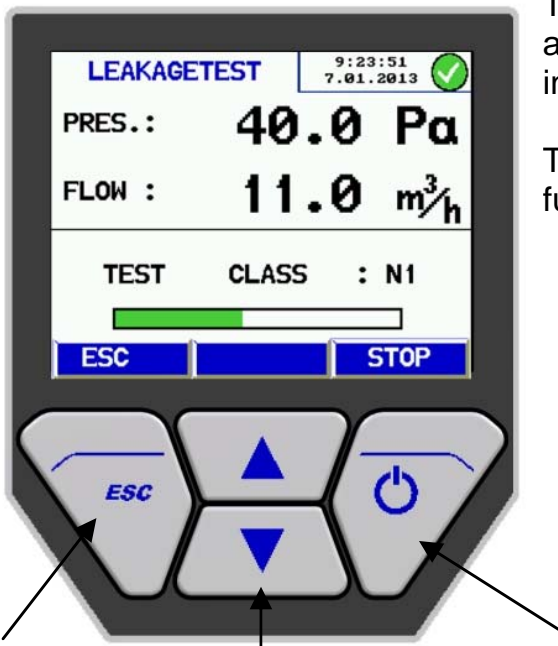 LEAKAGETEST 9:23:51
7.01.2013
PRES.: 40.0 Pa
FLOW : 11.0 m³/h
TEST CLASS : N1
ESC STOP
ESC